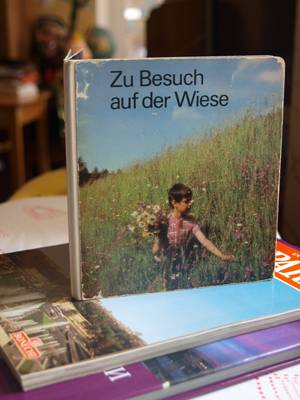 Zu Besuch
auf der Wiese